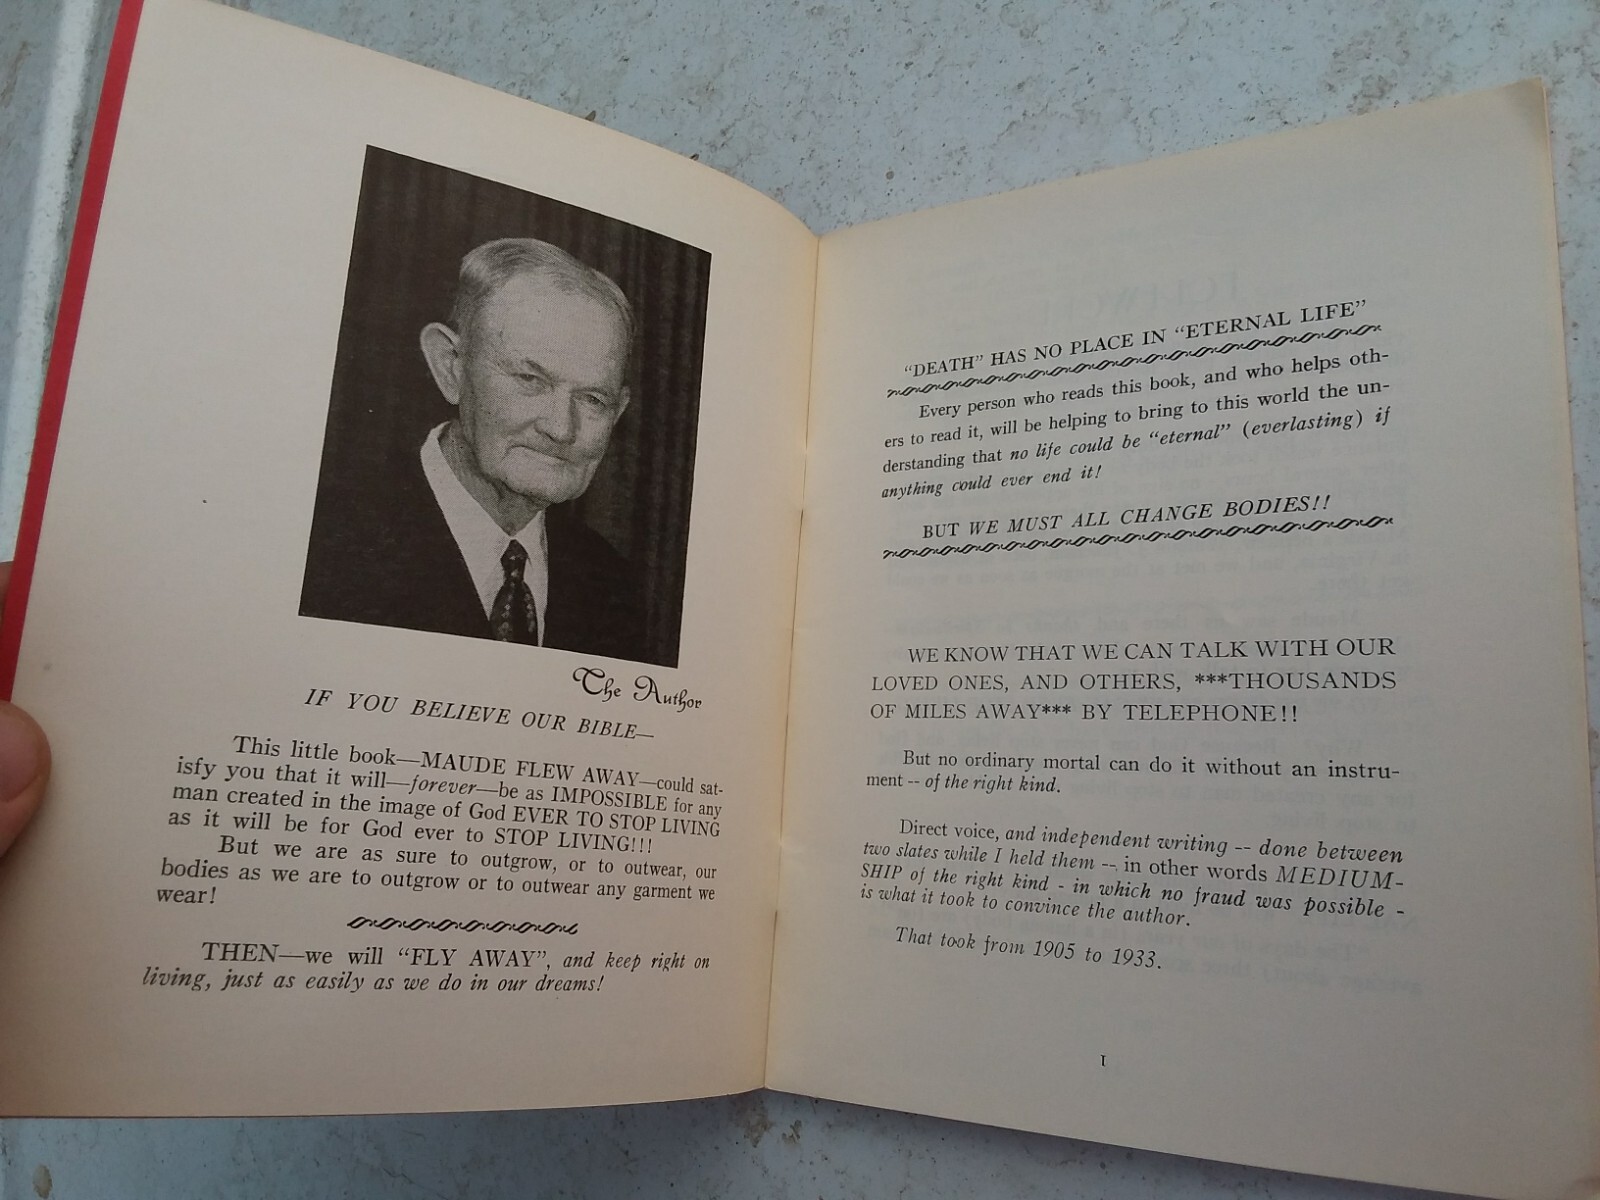 The Author
IF YOU BELIEVE OUR BIBLE—
This little book—MAUDE FLEW AWAY—could sat-
isfy you that it will—forever—be as IMPOSSIBLE for any
man created in the image of God EVER TO STOP LIVING
as it will be for God ever to STOP LIVING!!!
But we are as sure to outgrow, or to outwear, our
bodies as we are to outgrow or to outwear any garment we
wear!
THEN—we will "FLY AWAY", and keep right on
living, just as easily as we do in our dreams!
"DEATH" HAS NO PLACE IN "ETERNAL LIFE"
Every person who reads this book, and who helps oth-
ers to read it, will be helping to bring to this world the un-
derstanding that no life could be "eternal" (everlasting) if
anything could ever end it!
BUT WE MUST ALL CHANGE BODIES!!
WE KNOW THAT WE CAN TALK WITH OUR
LOVED ONES, AND OTHERS, ***THOUSANDS
OF MILES AWAY*** BY TELEPHONE!!
But no ordinary mortal can do it without an instru-
ment -- of the right kind.
Direct voice, and independent writing -- done between
two slates while I held them -- in other words MEDIUM-
SHIP of the right kind - in which no fraud was possible -
is what it took to convince the author.
That took from 1905 to 1933.
1